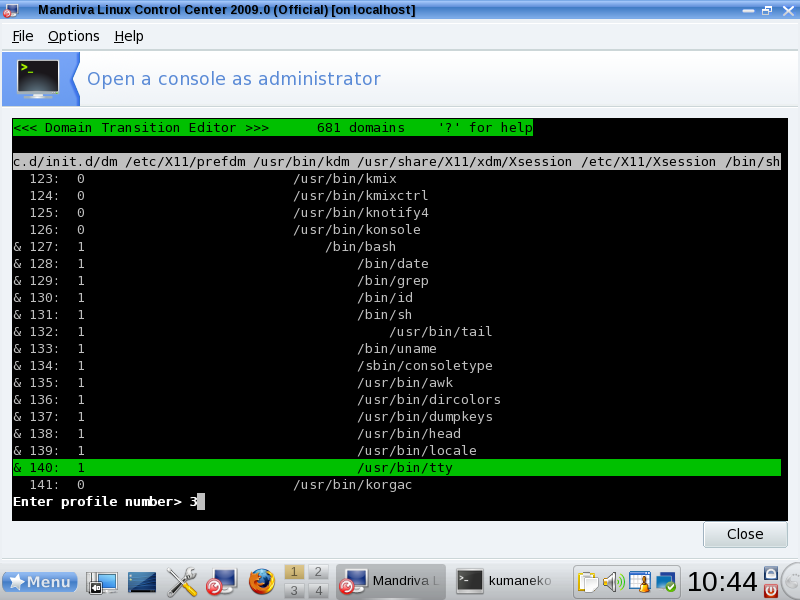 Mandriva Linux Control Center 2009.0 (Official) [on localhost]
File Options Help
Open a console as administrator
<<< Domain Transition Editor >>>      681 domains    '?' for help
c.d/init.d/dm /etc/X11/prefdm /usr/bin/kdm /usr/share/X11/xdm/Xsession /etc/X11/Xsession /bin/sh
123:  0 /usr/bin/kmix
124:  0 /usr/bin/kmixctrl
125:  0 /usr/bin/knotify4
126:  0 /usr/bin/konsole
& 127:  1 /bin/bash
& 128:  1 /bin/date
& 129:  1 /bin/grep
& 130:  1 /bin/id
& 131:  1 /bin/sh
& 132:  1 /usr/bin/tail
& 133:  1 /bin/uname
& 134:  1 /sbin/consoletype
& 135:  1 /usr/bin/awk
& 136:  1 /usr/bin/dircolors
& 137:  1 /usr/bin/dumpkeys
& 138:  1 /usr/bin/head
& 139:  1 /usr/bin/locale
& 140:  1 /usr/bin/tty
141:  0 /usr/bin/korgac
Enter profile number> 3
Close
Menu 1 2 3 4 Mandriva L kumaneko 10:44